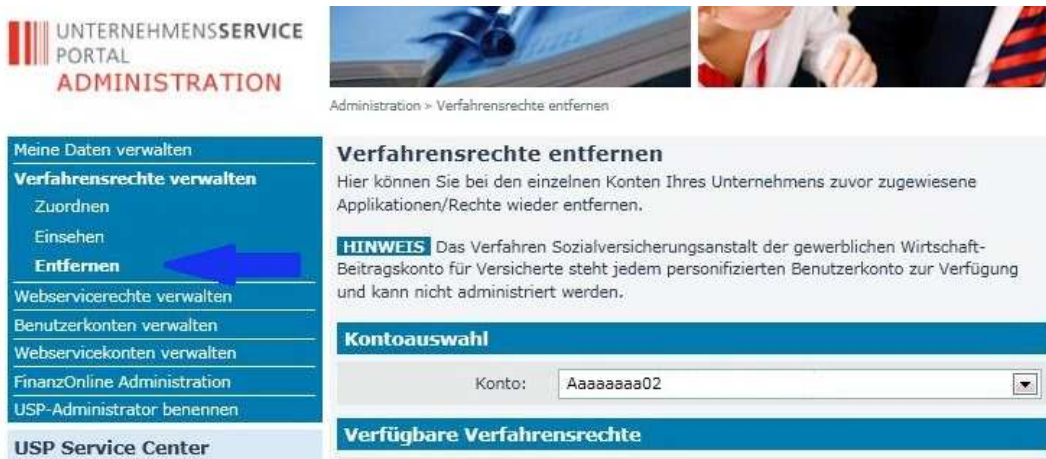 UNTERNEHMENSSERVICE
PORTAL
ADMINISTRATION
Administration > Verfahrensrechte entfernen
Meine Daten verwalten
Verfahrensrechte verwalten
Zuordnen
Einsehen
Entfernen
Webservicerechte verwalten
Benutzerkonten verwalten
Webservicekonten verwalten
FinanzOnline Administration
USP-Administrator benennen
USP Service Center
Verfahrensrechte entfernen
Hier können Sie bei den einzelnen Konten Ihres Unternehmens zuvor zugewiesene
Applikationen/Rechte wieder entfernen.
HINWEIS Das Verfahren Sozialversicherungsanstalt der gewerblichen Wirtschaft-
Beitragskonto für Versicherte steht jedem personifizierten Benutzerkonto zur Verfügung
und kann nicht administriert werden.
Kontoauswahl
Konto: Aaaaaaaa02
Verfügbare Verfahrensrechte